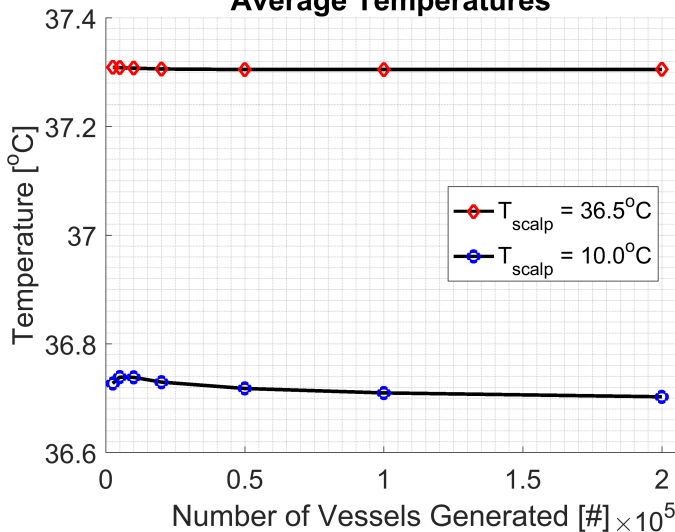 Average Temperatures
37.4
37.2
37
36.8
36.6
Temperature [°C]
T_scalp = 36.5°C
T_scalp = 10.0°C
0 0.5 1 1.5 2
Number of Vessels Generated [#] ×10^5